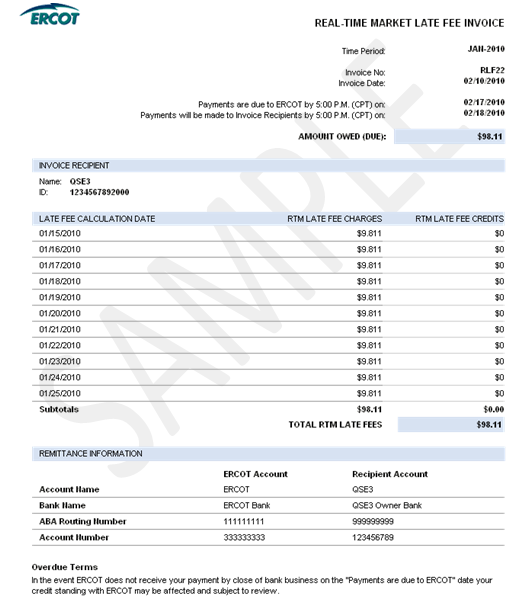 ERCOT
REAL-TIME MARKET LATE FEE INVOICE
Time Period: JAN-2010
Invoice No: RLF22
Invoice Date: 02/10/2010
Payments are due to ERCOT by 5:00 P.M. (CPT) on: 02/17/2010
Payments will be made to Invoice Recipients by 5:00 P.M. (CPT) on: 02/18/2010
AMOUNT OWED (DUE): $98.11
INVOICE RECIPIENT
Name: QSE3
ID: 1234567892000
LATE FEE CALCULATION DATE RTM LATE FEE CHARGES RTM LATE FEE CREDITS
01/15/2010 $9.811 $0
01/16/2010 $9.811 $0
01/17/2010 $9.811 $0
01/18/2010 $9.811 $0
01/19/2010 $9.811 $0
01/20/2010 $9.811 $0
01/21/2010 $9.811 $0
01/22/2010 $9.811 $0
01/23/2010 $9.811 $0
01/24/2010 $9.811 $0
01/25/2010 $9.811 $0
Subtotals $98.11 $0.00
TOTAL RTM LATE FEES $98.11
REMITTANCE INFORMATION
ERCOT Account Recipient Account
Account Name ERCOT QSE3
Bank Name ERCOT Bank QSE3 Owner Bank
ABA Routing Number 111111111 999999999
Account Number 333333333 123456789
Overdue Terms
In the event ERCOT does not receive your payment by close of bank business on the "Payments are due to ERCOT" date your
credit standing with ERCOT may be affected and subject to review.
SAMPLE